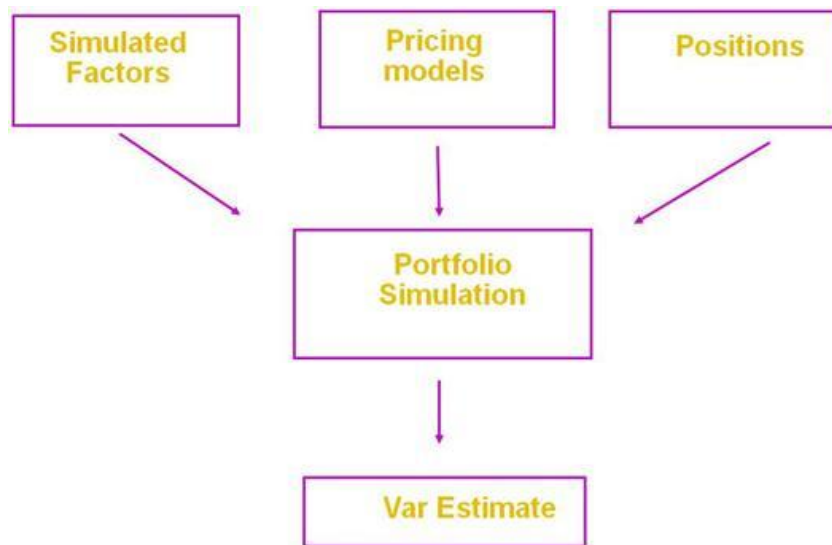 Simulated
Factors
Pricing
models
Positions
Portfolio
Simulation
Var Estimate